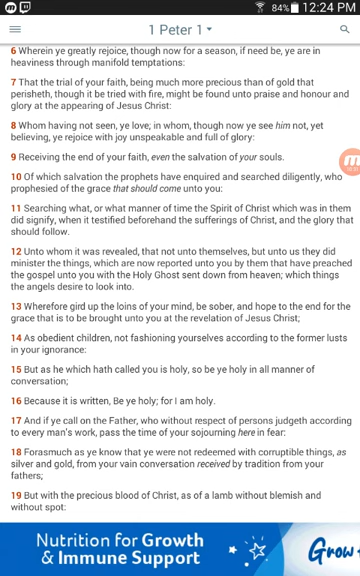 84% 12:24 PM
1 Peter 1
6 Wherein ye greatly rejoice, though now for a season, if need be, ye are in
heaviness through manifold temptations:
7 That the trial of your faith, being much more precious than of gold that
perisheth, though it be tried with fire, might be found unto praise and honour and
glory at the appearing of Jesus Christ:
8 Whom having not seen, ye love; in whom, though now ye see him not, yet
believing, ye rejoice with joy unspeakable and full of glory:
9 Receiving the end of your faith, even the salvation of your souls.
10 Of which salvation the prophets have enquired and searched diligently, who
prophesied of the grace that should come unto you:
11 Searching what, or what manner of time the Spirit of Christ which was in them
did signify, when it testified beforehand the sufferings of Christ, and the glory that
should follow.
12 Unto whom it was revealed, that not unto themselves, but unto us they did
minister the things, which are now reported unto you by them that have preached
the gospel unto you with the Holy Ghost sent down from heaven; which things
the angels desire to look into.
13 Wherefore gird up the loins of your mind, be sober, and hope to the end for the
grace that is to be brought unto you at the revelation of Jesus Christ;
14 As obedient children, not fashioning yourselves according to the former lusts
in your ignorance:
15 But as he which hath called you is holy, so be ye holy in all manner of
conversation;
16 Because it is written, Be ye holy; for I am holy.
17 And if ye call on the Father, who without respect of persons judgeth according
to every man's work, pass the time of your sojourning here in fear:
18 Forasmuch as ye know that ye were not redeemed with corruptible things, as
silver and gold, from your vain conversation received by tradition from your
fathers;
19 But with the precious blood of Christ, as of a lamb without blemish and
without spot:
Nutrition for Growth
& Immune Support
Grow